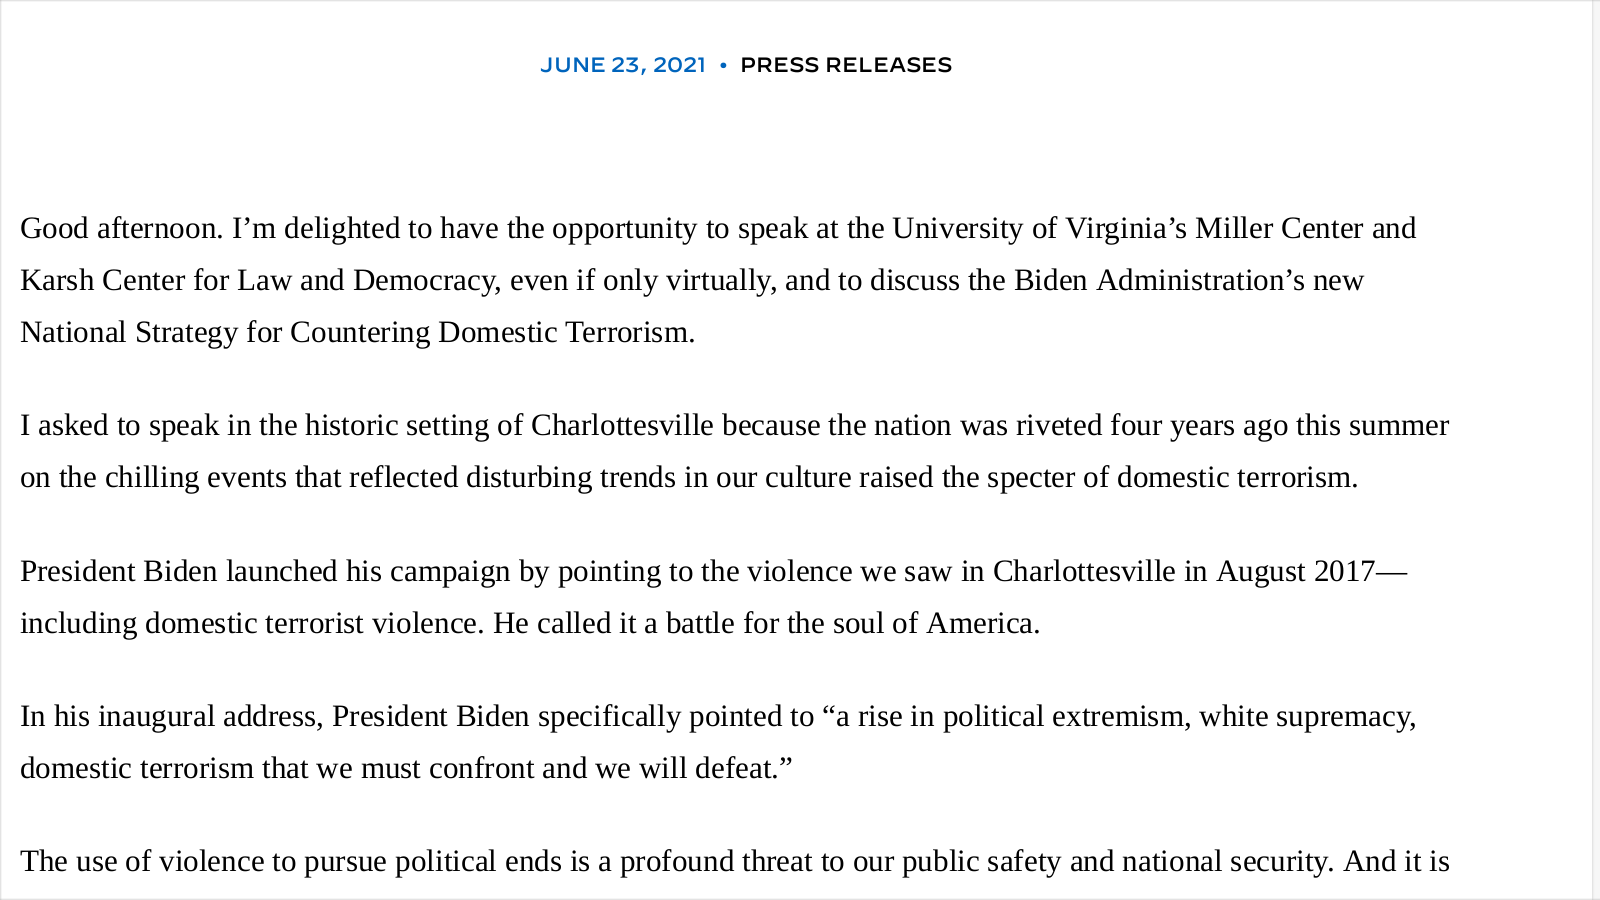 JUNE 23, 2021 • PRESS RELEASES
Good afternoon. I’m delighted to have the opportunity to speak at the University of Virginia’s Miller Center and
Karsh Center for Law and Democracy, even if only virtually, and to discuss the Biden Administration’s new
National Strategy for Countering Domestic Terrorism.
I asked to speak in the historic setting of Charlottesville because the nation was riveted four years ago this summer
on the chilling events that reflected disturbing trends in our culture raised the specter of domestic terrorism.
President Biden launched his campaign by pointing to the violence we saw in Charlottesville in August 2017—
including domestic terrorist violence. He called it a battle for the soul of America.
In his inaugural address, President Biden specifically pointed to “a rise in political extremism, white supremacy,
domestic terrorism that we must confront and we will defeat.”
The use of violence to pursue political ends is a profound threat to our public safety and national security. And it is